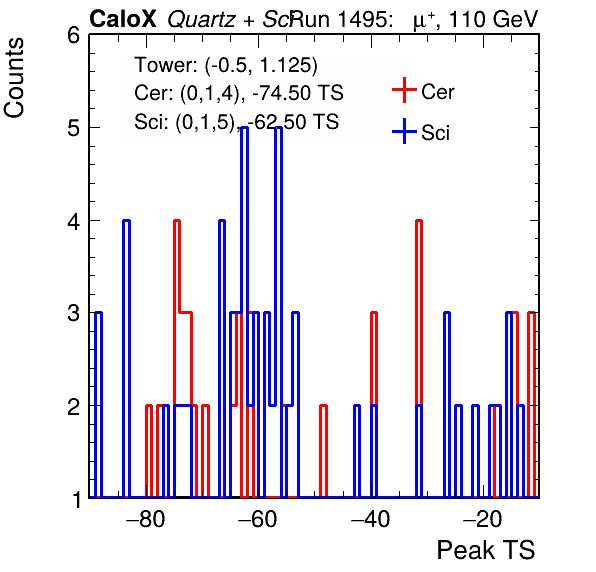 CaloX Quartz + Sci Run 1495: μ+, 110 GeV
Counts
Tower: (-0.5, 1.125)
Cer: (0,1,4), -74.50 TS
Sci: (0,1,5), -62.50 TS
Cer
Sci
6
5
4
3
2
1
−80 −60 −40 −20
Peak TS